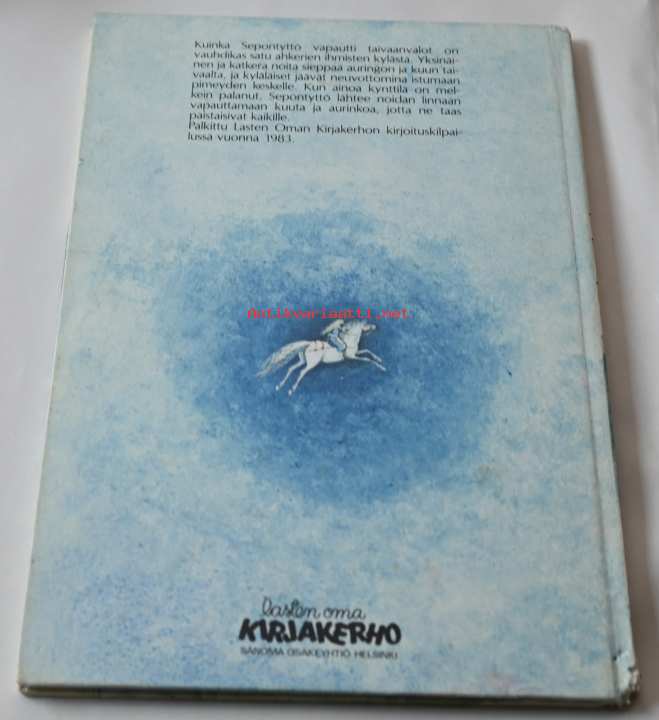 Kuinka Sepontyttö vapautti taivaanvalot on
vauhdikas satu ahkerien ihmisten kylästä. Yksinäi-
nen ja katkera noita sieppaa auringon ja kuun tai-
vaalta, ja kyläläiset jäävät neuvottomina istumaan
pimeyden keskelle. Kun ainoa kynttilä on mel-
kein palanut, Sepontyttö lähtee noidan linnaan
vapauttamaan kuuta ja aurinkoa, jotta ne taas
paistaisivat kaikille.
Palkittu Lasten Oman Kirjakerhon kirjoituskilpai-
lussa vuonna 1983.
Antikvariaatti.net
lasten oma
KIRJAKERHO
SANOMA OSAKEYHTIÖ HELSINKI